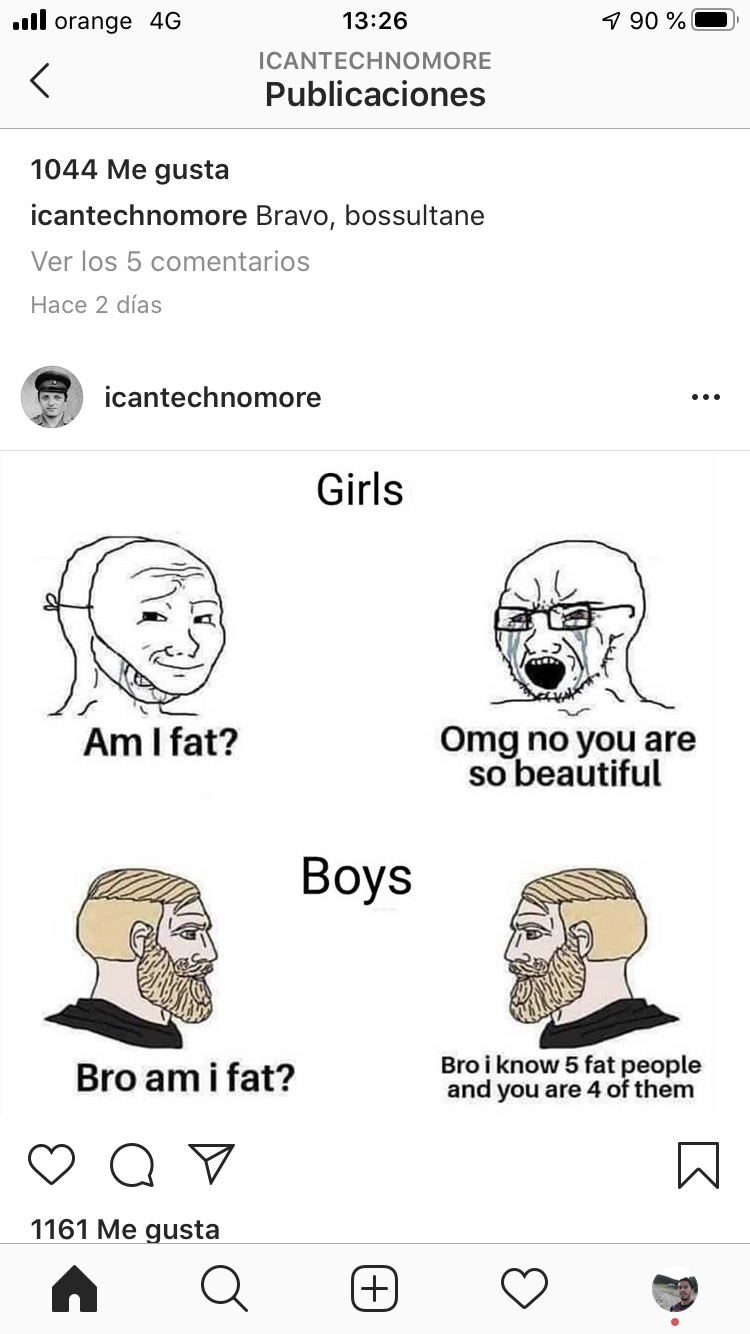 orange 4G 13:26 90 %
ICANTECHNOMORE
Publicaciones
1044 Me gusta
icantechnomore Bravo, bossultane
Ver los 5 comentarios
Hace 2 días
icantechnomore
Girls
Am I fat?
Omg no you are
so beautiful
Boys
Bro am i fat?
Bro i know 5 fat people
and you are 4 of them
1161 Me gusta